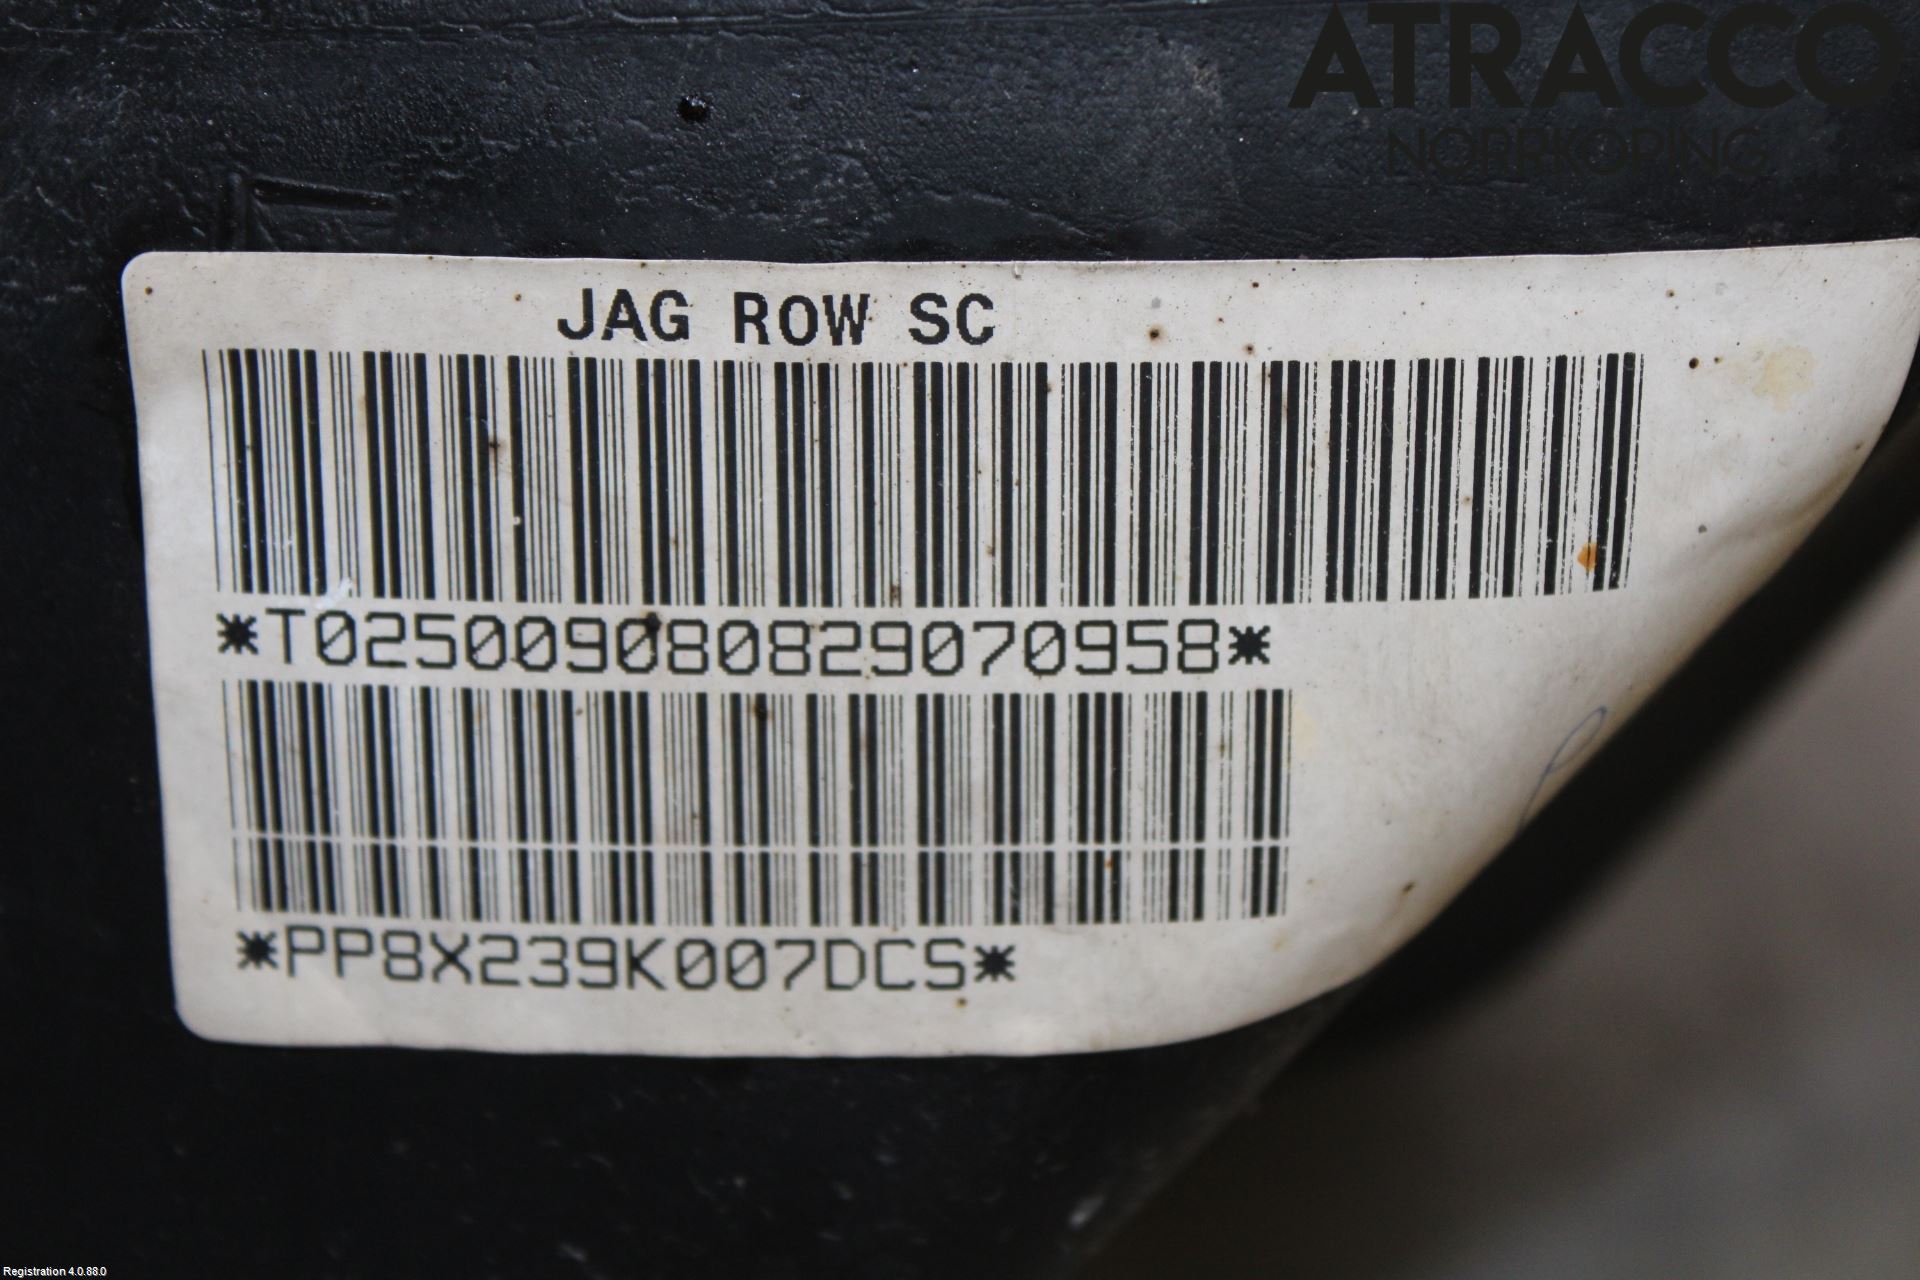 ATRACCO
NORRKÖPING
JAG ROW SC
*T025009080829070958*
*PP8X239K007DCS*
Registration 4.0.88.0